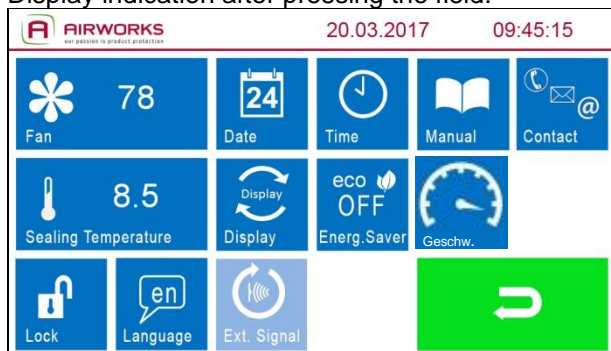 Display indication after pressing the field:
AIRWORKS
our passion is product protection
20.03.2017
09:45:15
78
Fan
24
Date
Time
Manual
@
Contact
8.5
Sealing Temperature
Display
Display
eco
OFF
Energ.Saver
Geschw.
Lock
en
Language
Ext. Signal